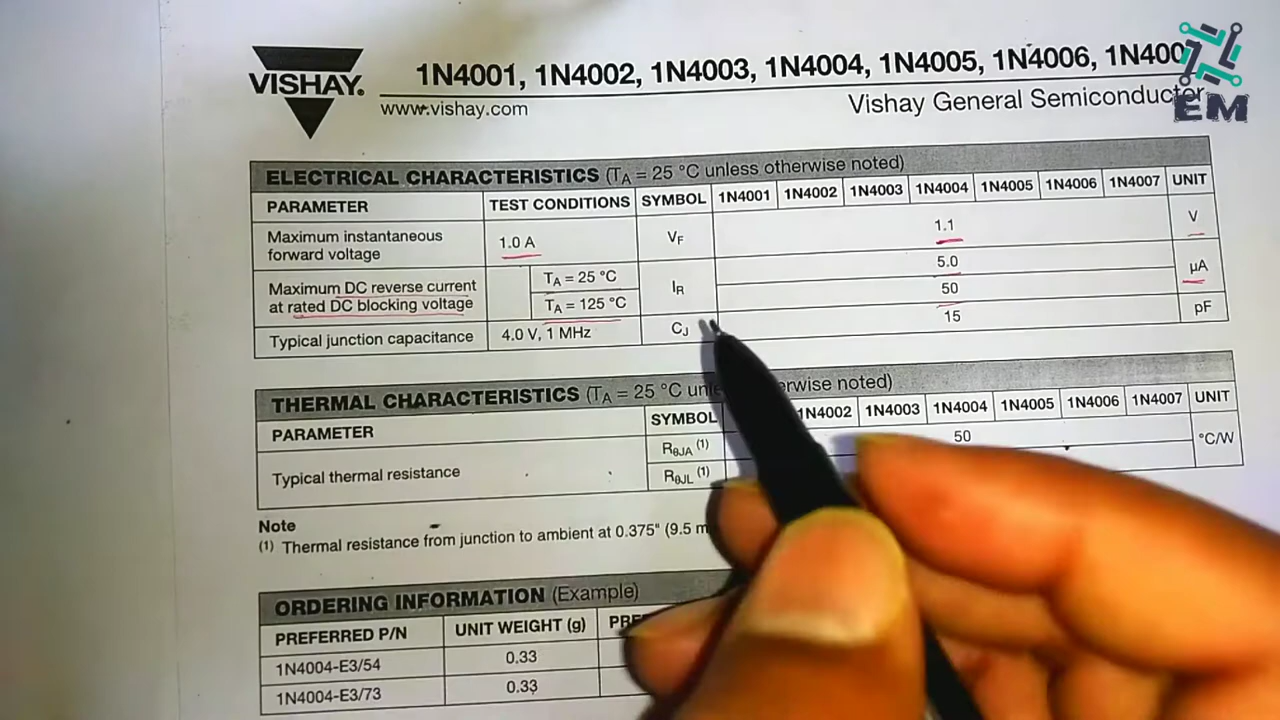 VISHAY.
1N4001, 1N4002, 1N4003, 1N4004, 1N4005, 1N4006, 1N400
www.vishay.com
Vishay General Semiconductor
EM
ELECTRICAL CHARACTERISTICS (TA = 25 °C unless otherwise noted)
PARAMETER TEST CONDITIONS SYMBOL 1N4001 1N4002 1N4003 1N4004 1N4005 1N4006 1N4007 UNIT
Maximum instantaneous
forward voltage 1.0 A VF 1.1 V
Maximum DC reverse current
at rated DC blocking voltage
TA = 25 °C IR 5.0 µA
TA = 125 °C 50
Typical junction capacitance 4.0 V, 1 MHz CJ 15 pF
THERMAL CHARACTERISTICS (TA = 25 °C unle erwise noted)
PARAMETER SYMBOL 1N4002 1N4003 1N4004 1N4005 1N4006 1N4007 UNIT
Typical thermal resistance
RθJA (1) 50 °C/W
RθJL (1)
Note
(1) Thermal resistance from junction to ambient at 0.375" (9.5 m
ORDERING INFORMATION (Example)
PREFERRED P/N UNIT WEIGHT (g) PRE
1N4004-E3/54 0.33
1N4004-E3/73 0.33